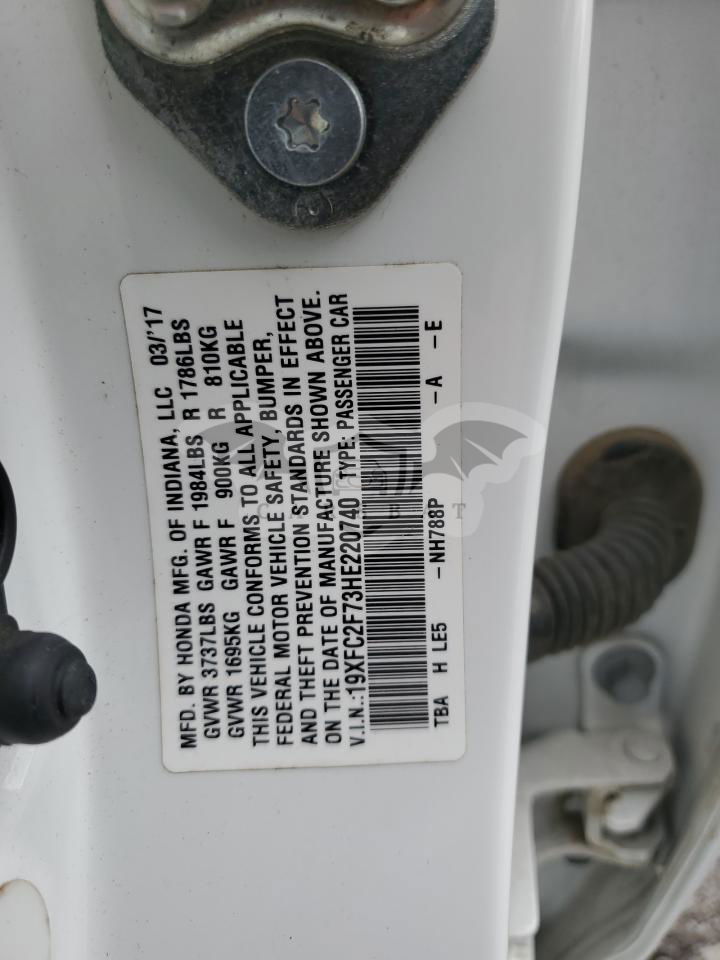 MFD. BY HONDA MFG. OF INDIANA, LLC 03/'17
GVWR 3737LBS GAWR F 1984LBS R 1786LBS
GVWR 1695KG GAWR F 900KG R 810KG
THIS VEHICLE CONFORMS TO ALL APPLICABLE
FEDERAL MOTOR VEHICLE SAFETY, BUMPER,
AND THEFT PREVENTION STANDARDS IN EFFECT
ON THE DATE OF MANUFACTURE SHOWN ABOVE.
V.I.N.:19XFC2F73HE220740 TYPE: PASSENGER CAR
TBA H LE5 -NH788P -A -E